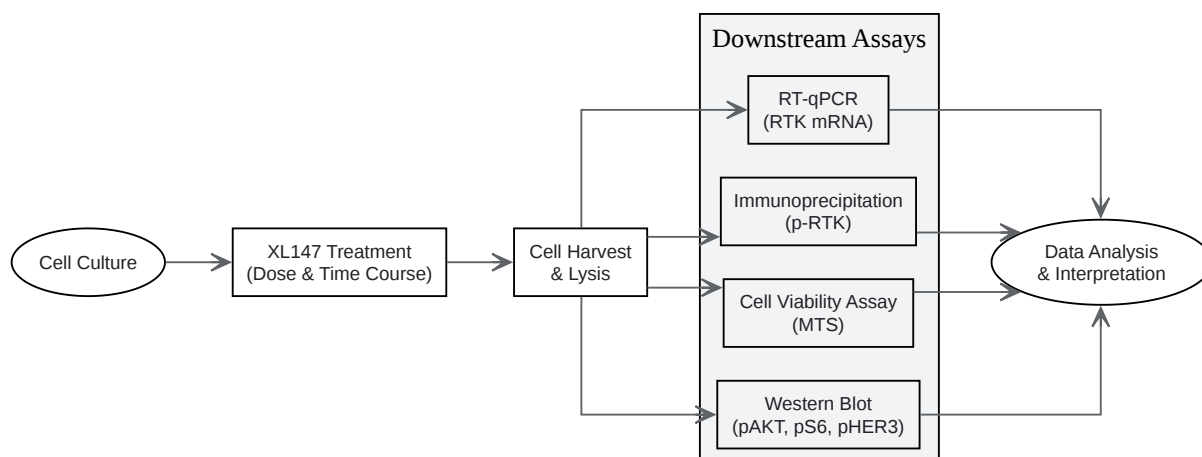 Downstream Assays
RT-qPCR
(RTK mRNA)
Immunoprecipitation
(p-RTK)
Cell Culture
XL147 Treatment
(Dose & Time Course)
Cell Harvest
& Lysis
Data Analysis
& Interpretation
Cell Viability Assay
(MTS)
Western Blot
(pAKT, pS6, pHER3)